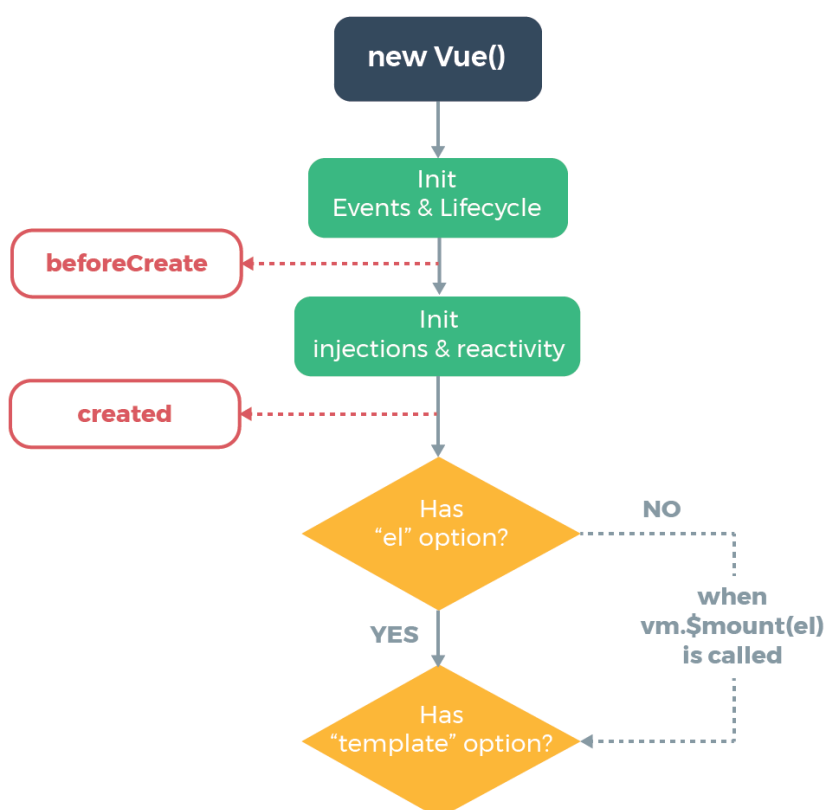 new Vue()
Init
Events & Lifecycle
beforeCreate
Init
injections & reactivity
created
Has
“el” option?
NO
when
vm.$mount(el)
is called
YES
Has
“template” option?